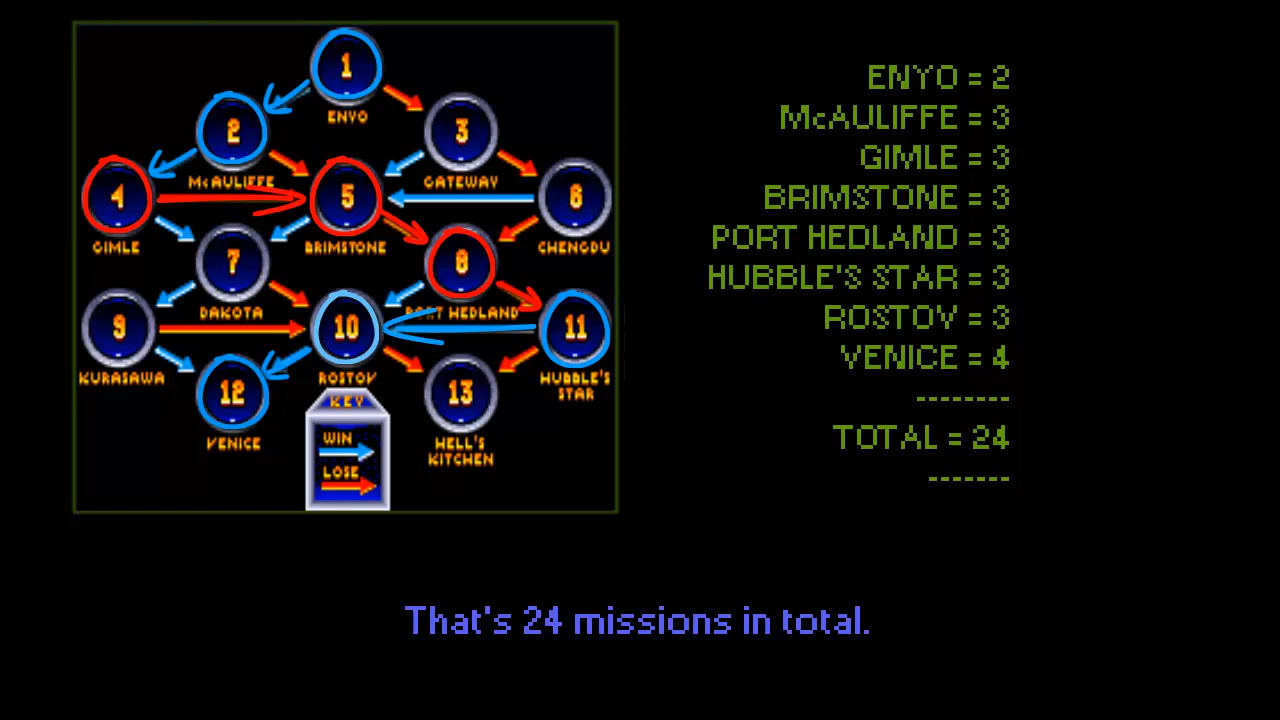 1
ENYO
2
3
McAULIFFE
GATEWAY
4
5
6
GIMLE
BRIMSTONE
CHENGDU
7
8
DAKOTA
PORT HEDLAND
9
10
11
KURASAWA
ROSTOV
HUBBLE'S
STAR
12
13
VENICE
HELL'S
KITCHEN
KEY
WIN
LOSE
ENYO = 2
McAULIFFE = 3
GIMLE = 3
BRIMSTONE = 3
PORT HEDLAND = 3
HUBBLE'S STAR = 3
ROSTOV = 3
VENICE = 4
--------
TOTAL = 24
-------
That's 24 missions in total.